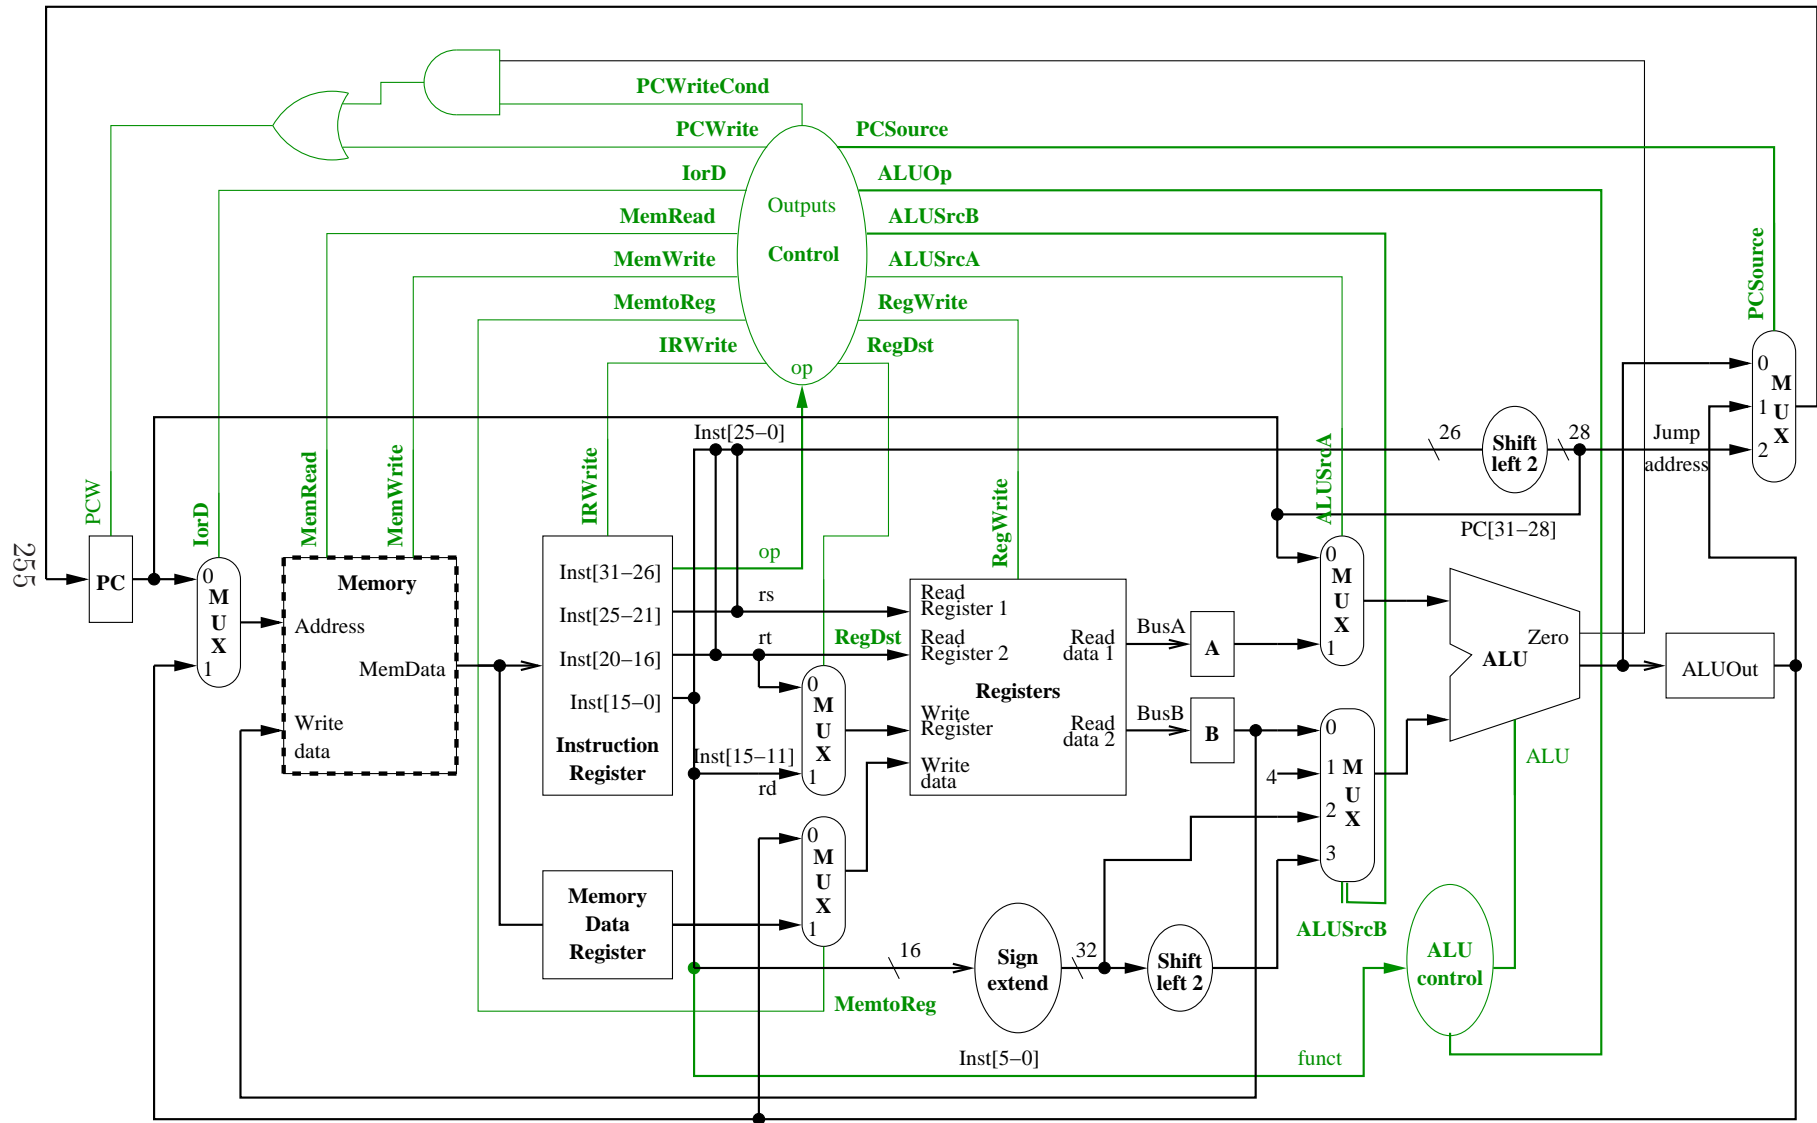 PCWriteCond
PCWrite
PCSource
IorD
ALUOp
Outputs
MemRead
ALUSrcB
Control
MemWrite
ALUSrcA
MemtoReg
RegWrite
IRWrite
RegDst
op
PCSource
0
M
1
U
X
2
Inst[25−0]
26
Shift
left 2
28
Jump
address
PCW
IorD
MemRead
MemWrite
IRWrite
RegWrite
ALUSrcA
PC[31−28]
255
PC
0
M
U
X
1
Memory
Address
MemData
Write
data
op
Inst[31−26]
Inst[25−21]
Inst[20−16]
Inst[15−0]
Instruction
Register
rs
rt
RegDst
0
M
U
X
1
Inst[15−11]
rd
Read
Register 1
Read
Register 2
Read
data 1
Registers
Write
Register
Read
data 2
Write
data
BusA
A
BusB
B
0
M
U
X
1
0
4
1
M
U
2
X
3
ALUSrcB
Zero
ALU
ALUOut
ALU
0
M
U
X
1
Memory
Data
Register
MemtoReg
16
Sign
extend
32
Shift
left 2
ALU
control
Inst[5−0]
funct